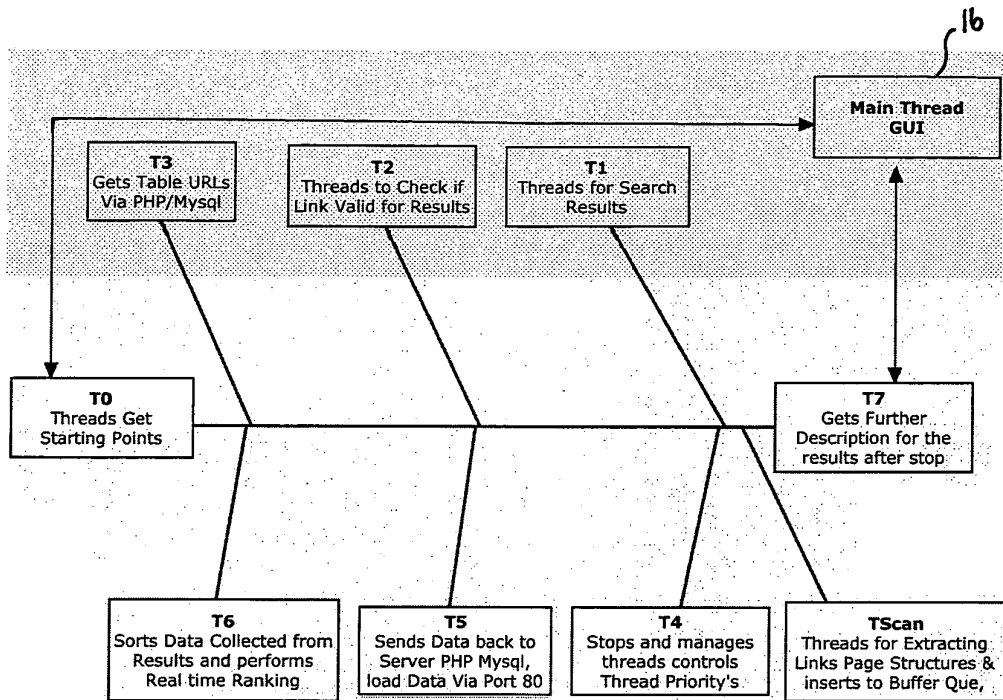 16
Main Thread
GUI
T3
Gets Table URLs
Via PHP/Mysql
T2
Threads to Check if
Link Valid for Results
T1
Threads for Search
Results
T0
Threads Get
Starting Points
T7
Gets Further
Description for the
results after stop
T6
Sorts Data Collected from
Results and performs
Real time Ranking
T5
Sends Data back to
Server PHP Mysql,
load Data Via Port 80
T4
Stops and manages
threads controls
Thread Priority's
TScan
Threads for Extracting
Links Page Structures &
inserts to Buffer Que,